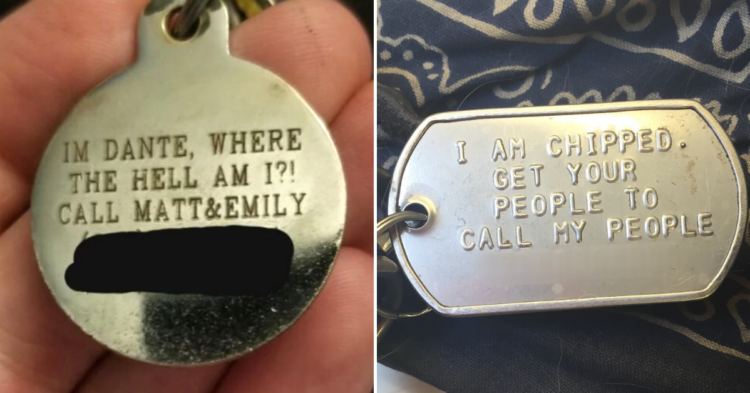 IM DANTE, WHERE
THE HELL AM I?!
CALL MATT&EMILY
I AM CHIPPED.
GET YOUR
PEOPLE TO
CALL MY PEOPLE